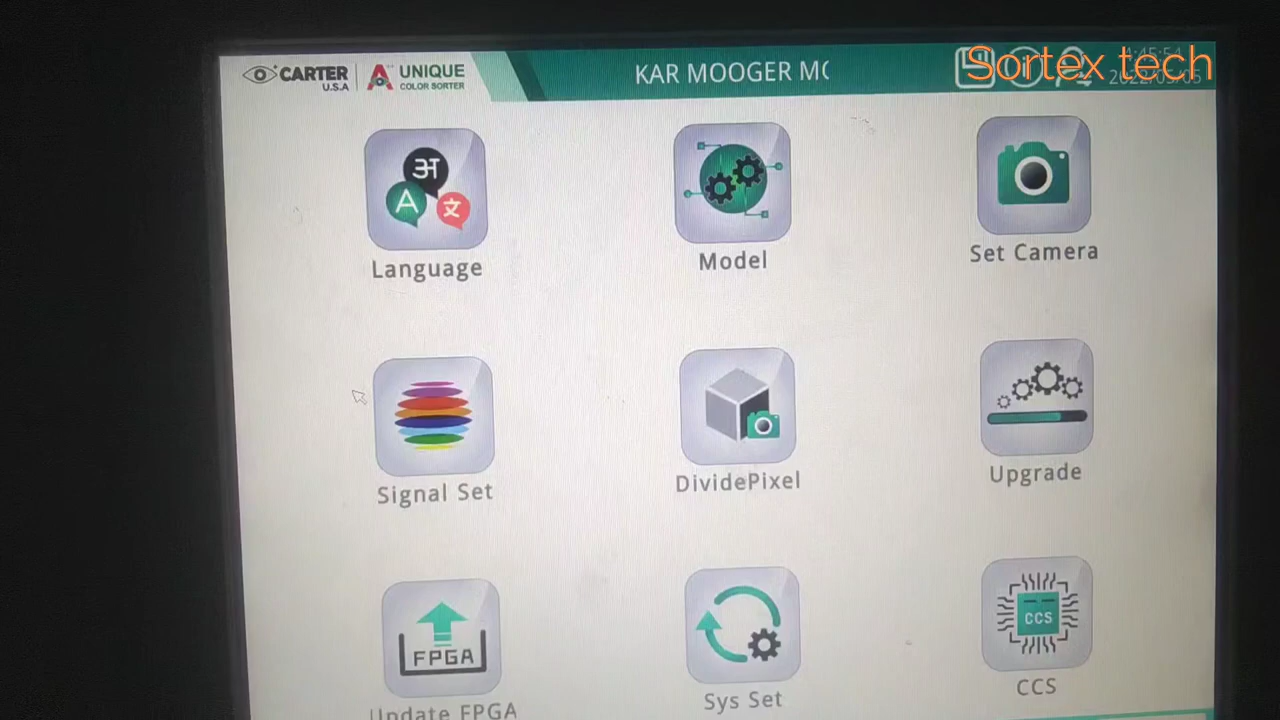 CARTER
U.S.A
UNIQUE
COLOR SORTER
KAR MOOGER
Sortex tech
अ
A
文
Language
Model
Set Camera
Signal Set
DividePixel
Upgrade
FPGA
CCS
Update FPGA
Sys Set
CCS